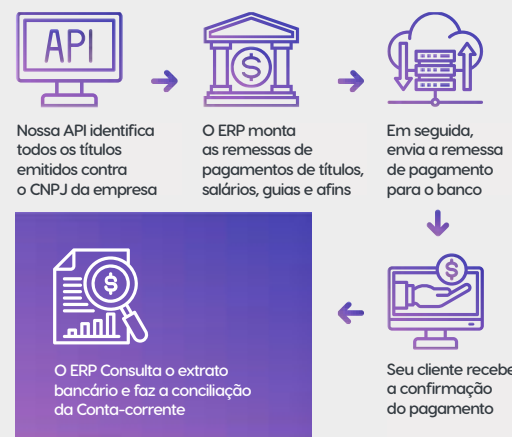 API
Nossa API identifica
todos os títulos
emitidos contra
o CNPJ da empresa
O ERP monta
as remessas de
pagamentos de títulos,
salários, guias e afins
Em seguida,
envia a remessa
de pagamento
para o banco
Seu cliente recebe
a confirmação
do pagamento
O ERP Consulta o extrato
bancário e faz a conciliação
da Conta-corrente